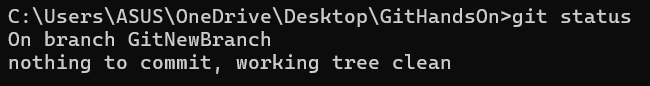 C:\Users\ASUS\OneDrive\Desktop\GitHandsOn>git status
On branch GitNewBranch
nothing to commit, working tree clean